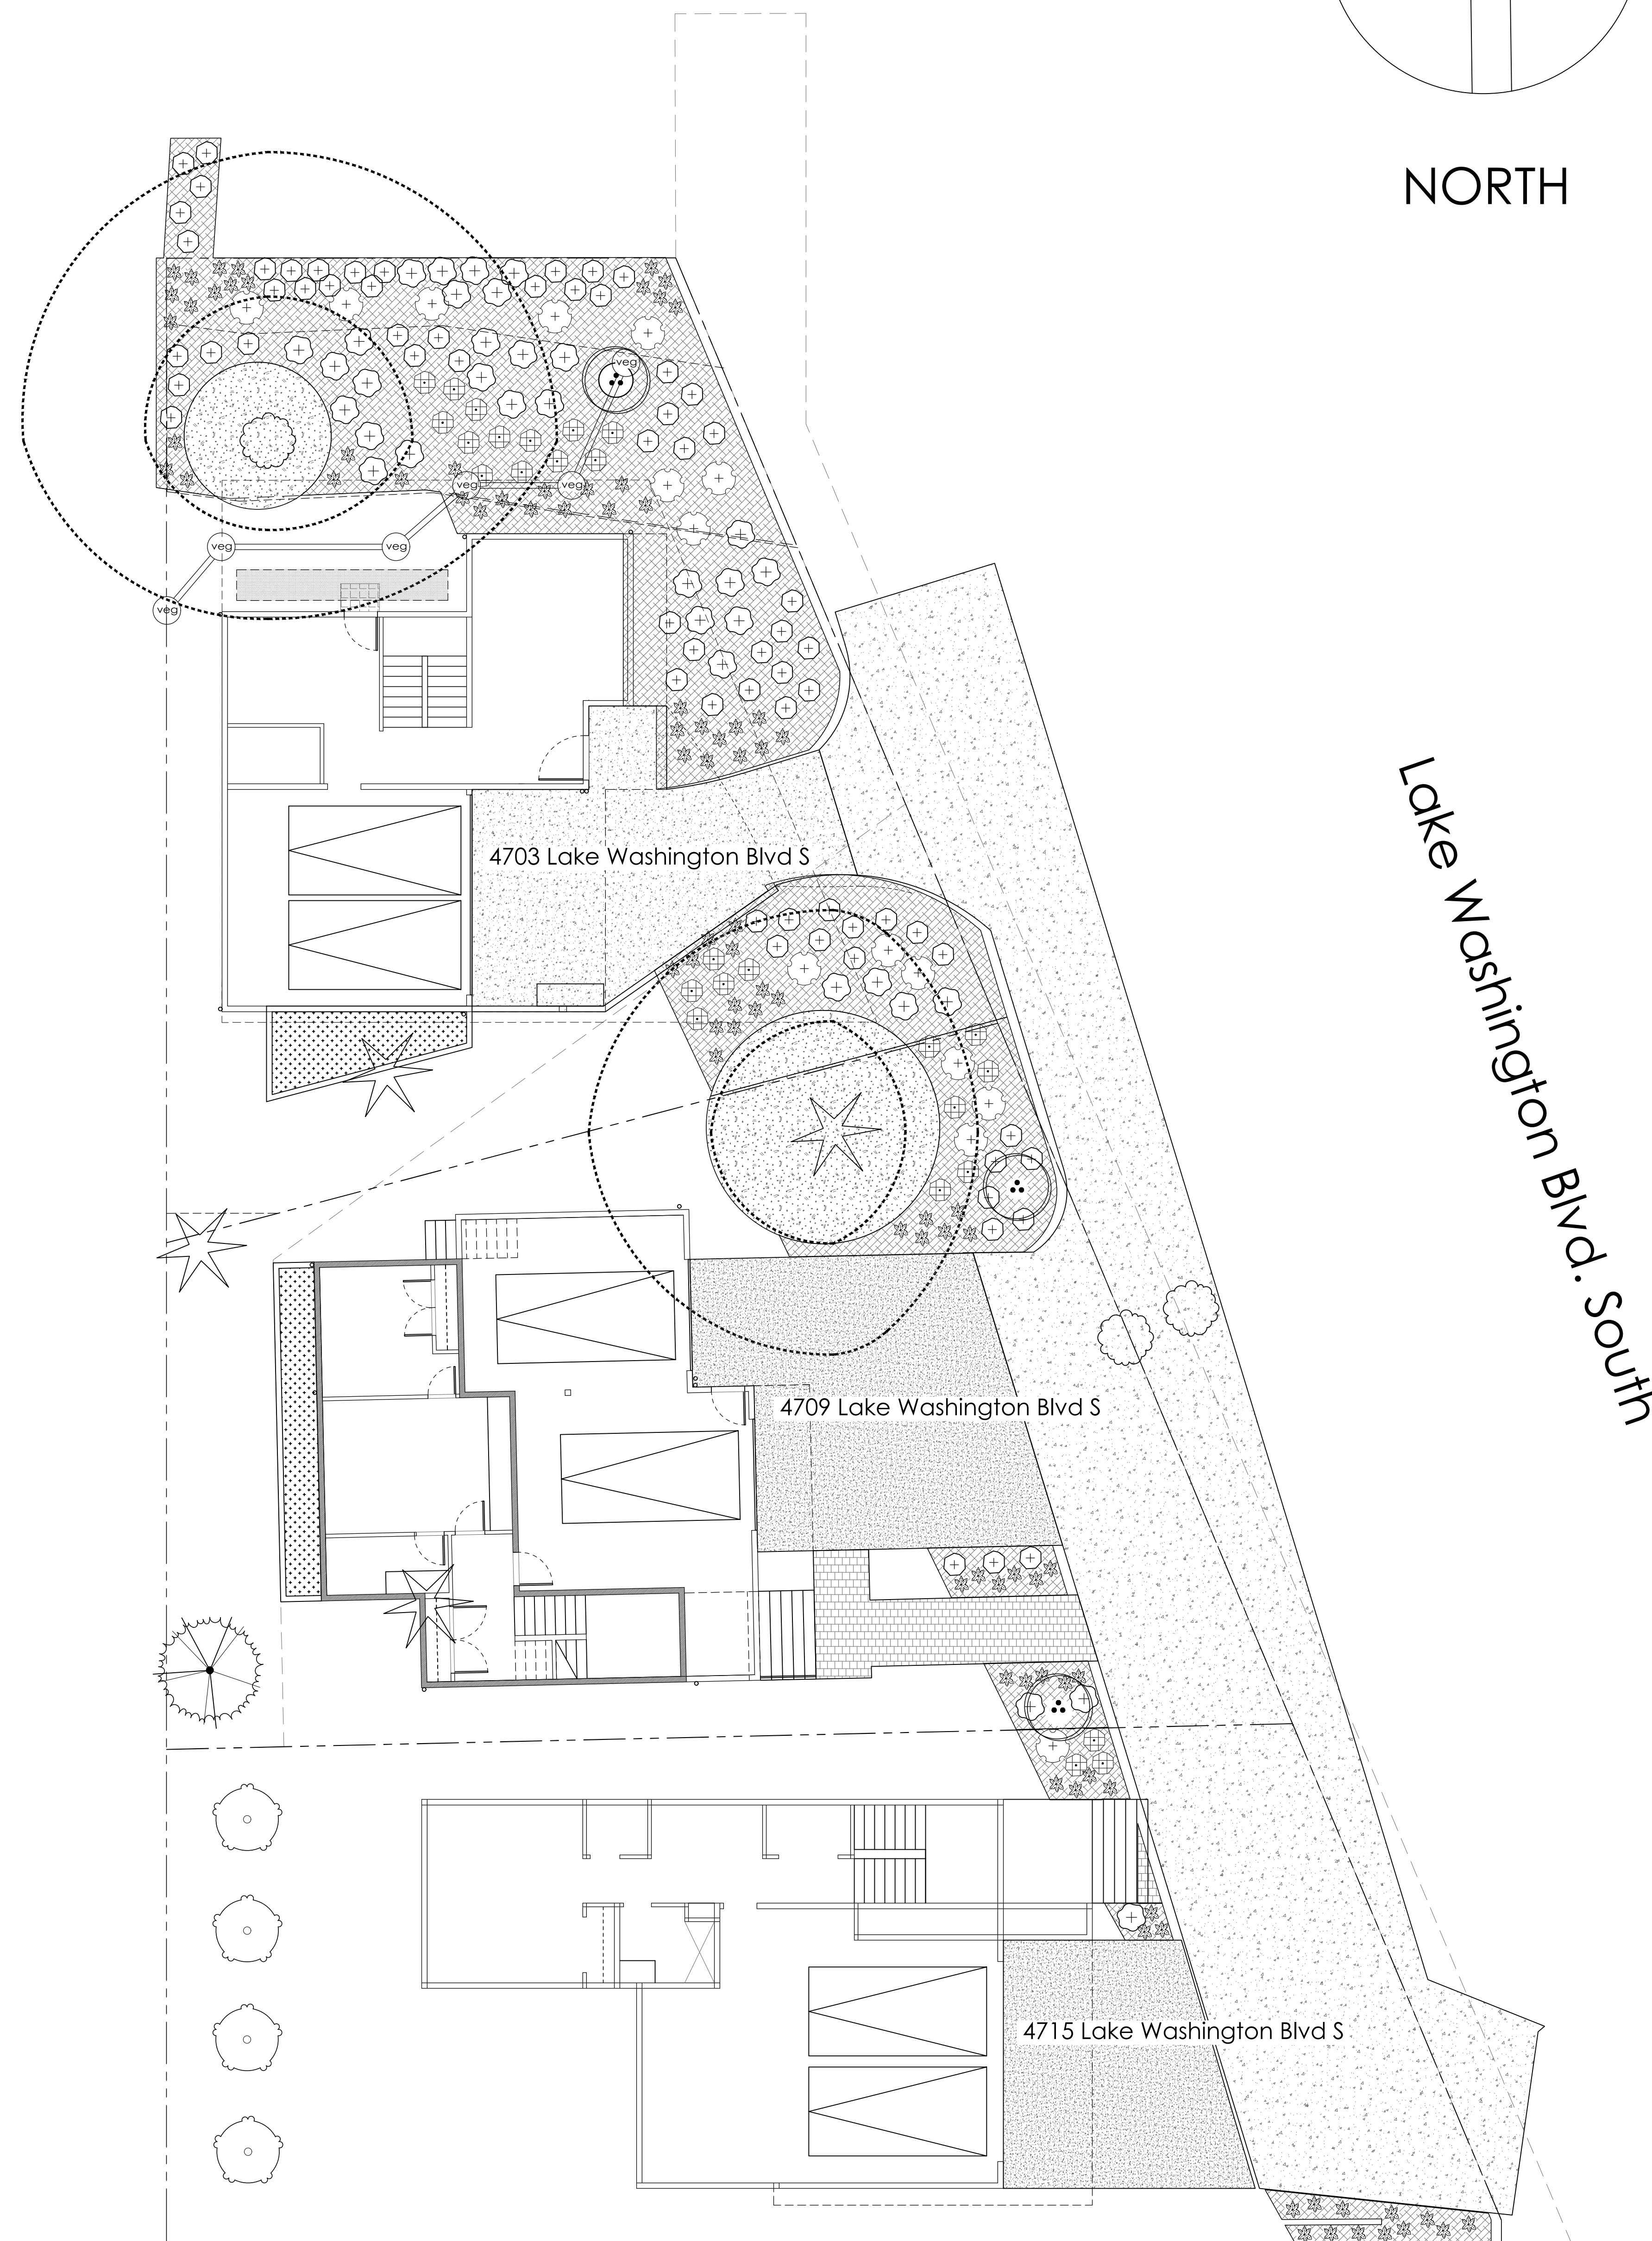 NORTH
veg
veg
veg
veg
veg
veg
4703 Lake Washington Blvd S
Lake Washington Blvd. South
4709 Lake Washington Blvd S
4715 Lake Washington Blvd S